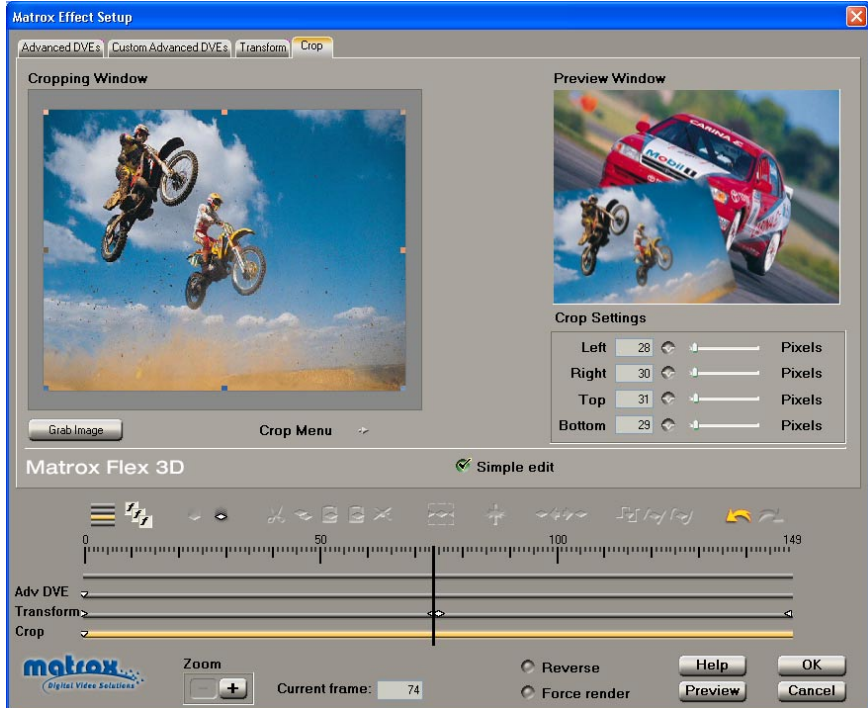 Matrox Effect Setup
Advanced DVEs Custom Advanced DVEs Transform Crop
Cropping Window
Preview Window
CARINA E
Mobil 1
Crop Settings
Left 28 Pixels
Right 30 Pixels
Top 31 Pixels
Bottom 29 Pixels
Grab Image
Crop Menu
Matrox Flex 3D
Simple edit
0 50 100 149
Adv DVE
Transform
Crop
matrox
Digital Video Solutions
Zoom
Current frame: 74
Reverse
Force render
Help
OK
Preview
Cancel